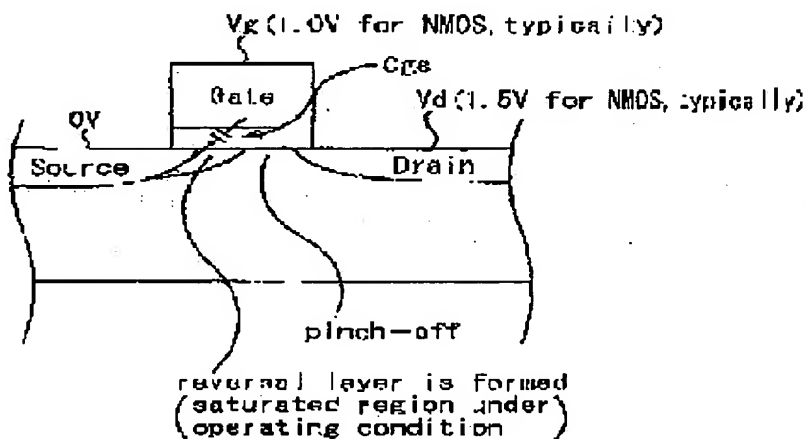 Vg(1.0V for NMOS, typically)
Cgs
Gate
Vd(1.5V for NMOS, typically)
0V
Source
Drain
pinch-off
reversal layer is formed
(saturated region under
operating condition)